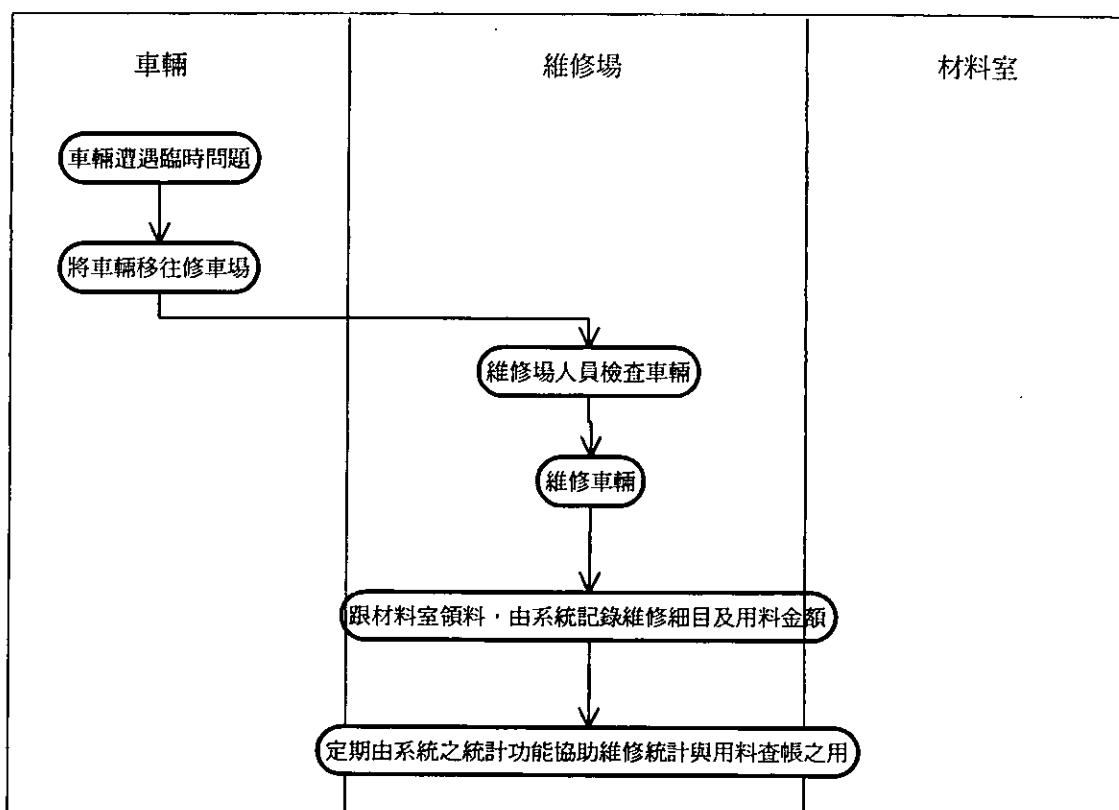 車輛
維修場
材料室
車輛遭遇臨時問題
將車輛移往修車場
維修場人員檢查車輛
維修車輛
跟材料室領料,由系統記錄維修細目及用料金額
定期由系統之統計功能協助維修統計與用料查帳之用